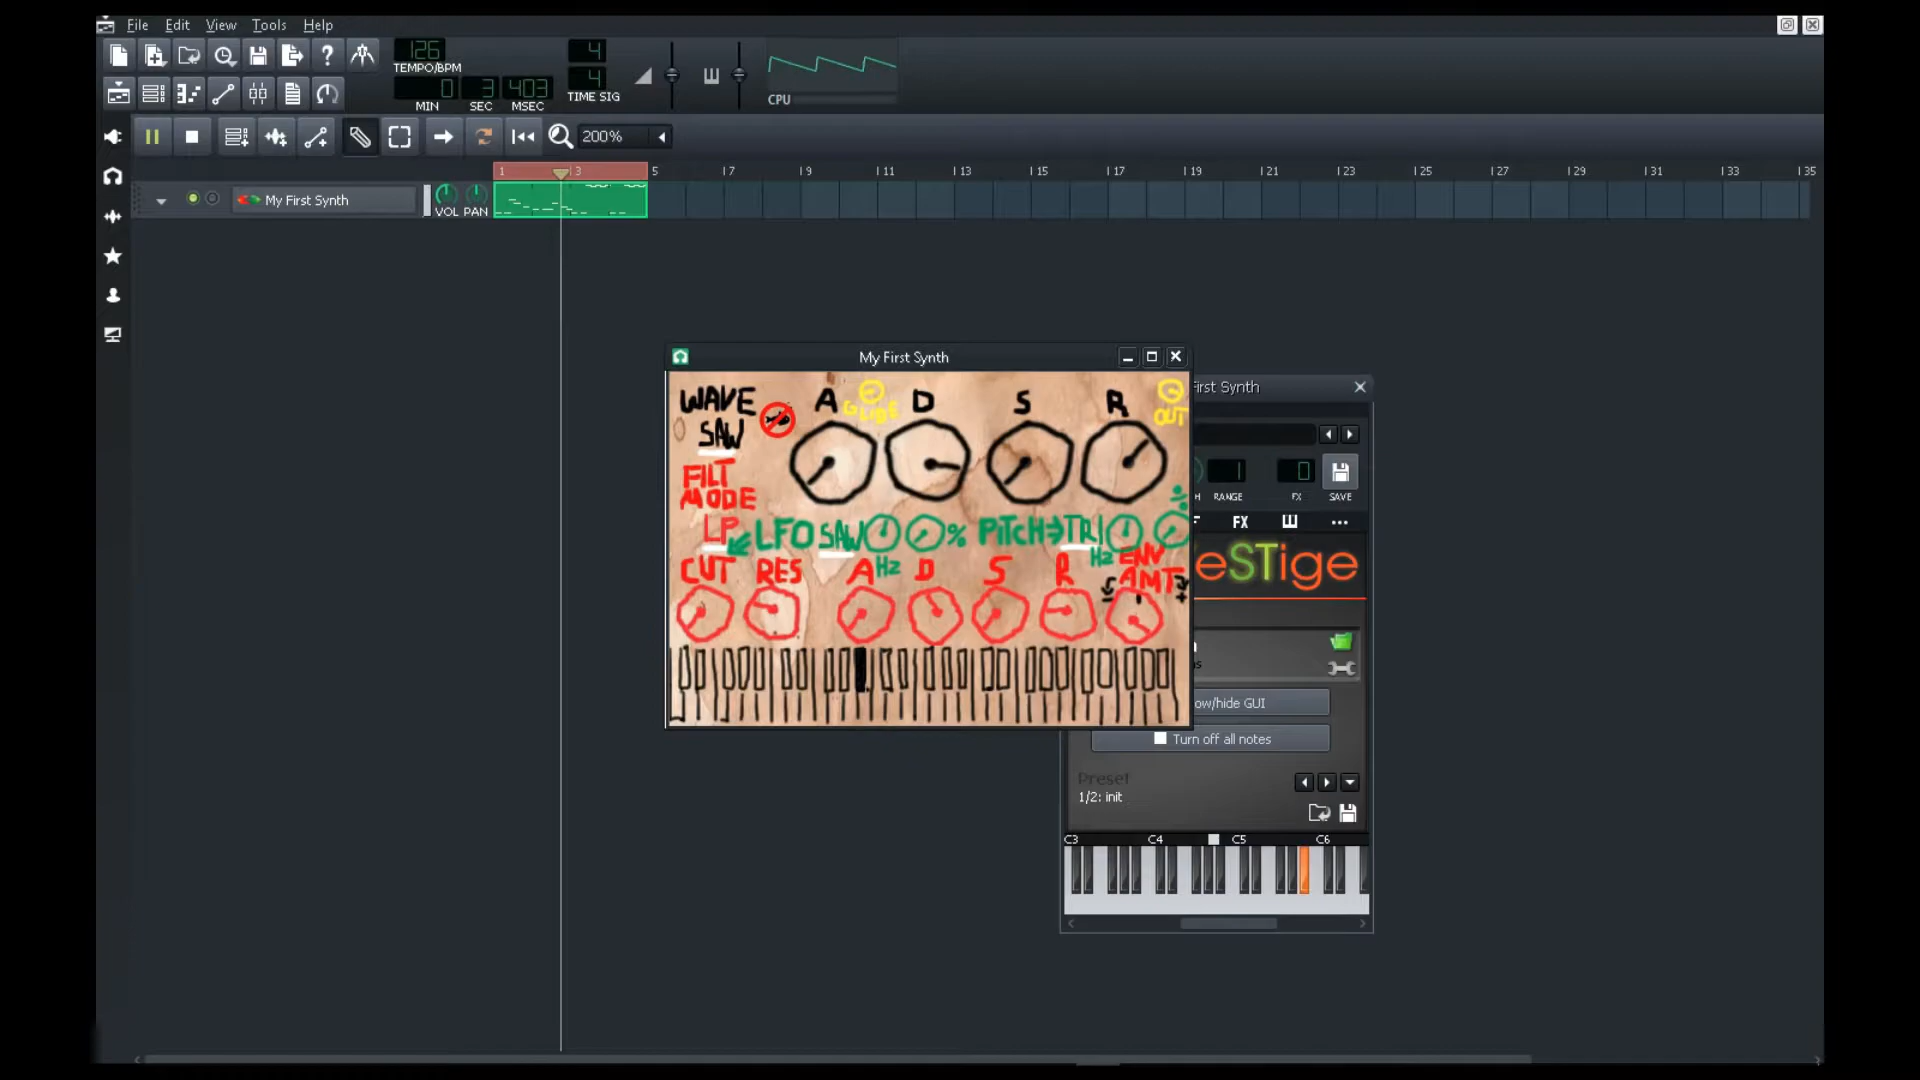 File Edit View Tools Help
126
TEMPO/BPM
0 3 403
MIN SEC MSEC
4
4
TIME SIG
CPU
200%
1 3 5 7 9 11 13 15 17 19 21 23 25 27 29 31 33 35
My First Synth
VOL PAN
My First Synth
WAVE
SAW
A GLIDE D S R OUT
FILT
MODE
LP
LFO SAW % PITCH TRI ÷
Hz Hz
CUT RES A D S R ENV
AMT
- +
First Synth
1 0
H RANGE FX SAVE
FX
eSTige
ow/hide GUI
Turn off all notes
Preset
1/2: init
C3 C4 C5 C6